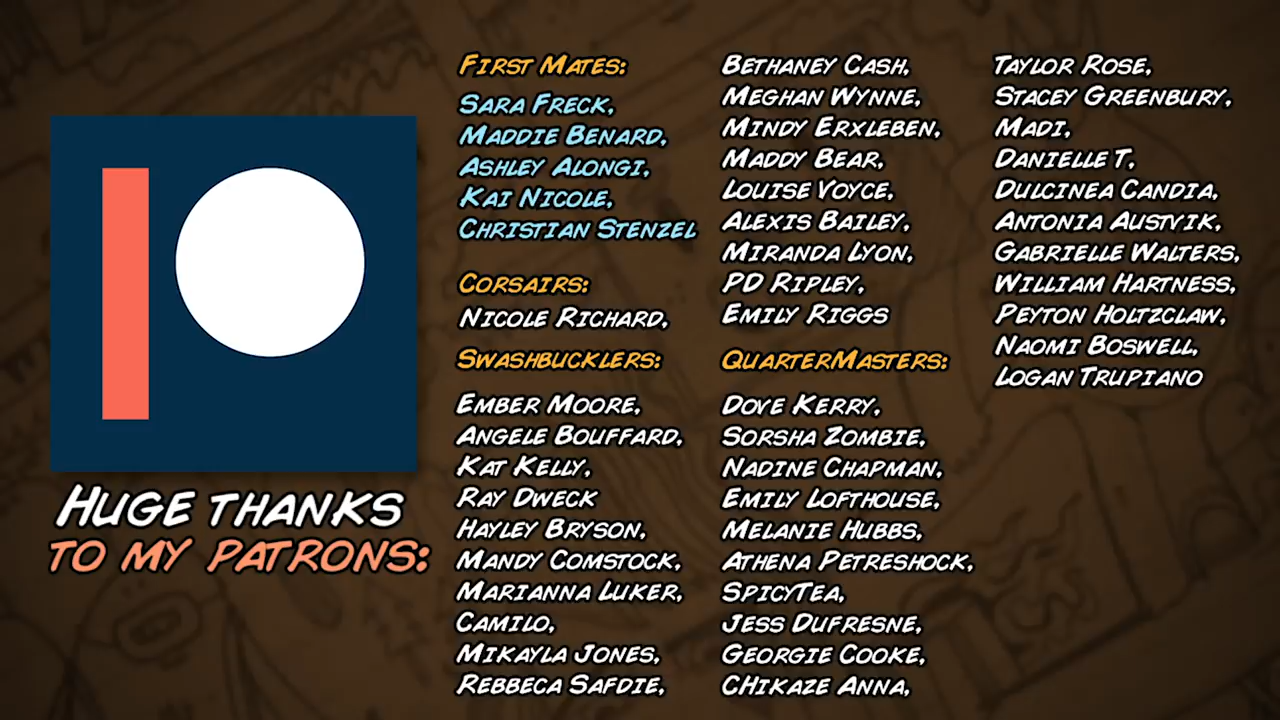 Huge thanks
to my patrons:
First Mates:
Sara Freck,
Maddie Benard,
Ashley Alongi,
Kai Nicole,
Christian Stenzel
Corsairs:
Nicole Richard,
Swashbucklers:
Ember Moore,
Angele Bouffard,
Kat Kelly,
Ray Dweck
Hayley Bryson,
Mandy Comstock,
Marianna Luker,
Camilo,
Mikayla Jones,
Rebbeca Safdie,
Bethaney Cash,
Meghan Wynne,
Mindy Erxleben,
Maddy Bear,
Louise Voyce,
Alexis Bailey,
Miranda Lyon,
PD Ripley,
Emily Riggs
QuarterMasters:
Dove Kerry,
Sorsha Zombie,
Nadine Chapman,
Emily Lofthouse,
Melanie Hubbs,
Athena Petreshock,
SpicyTea,
Jess Dufresne,
Georgie Cooke,
CHikaze Anna,
Taylor Rose,
Stacey Greenbury,
Madi,
Danielle T,
Dulcinea Candia,
Antonia Austvik,
Gabrielle Walters,
William Hartness,
Peyton Holtzclaw,
Naomi Boswell,
Logan Trupiano